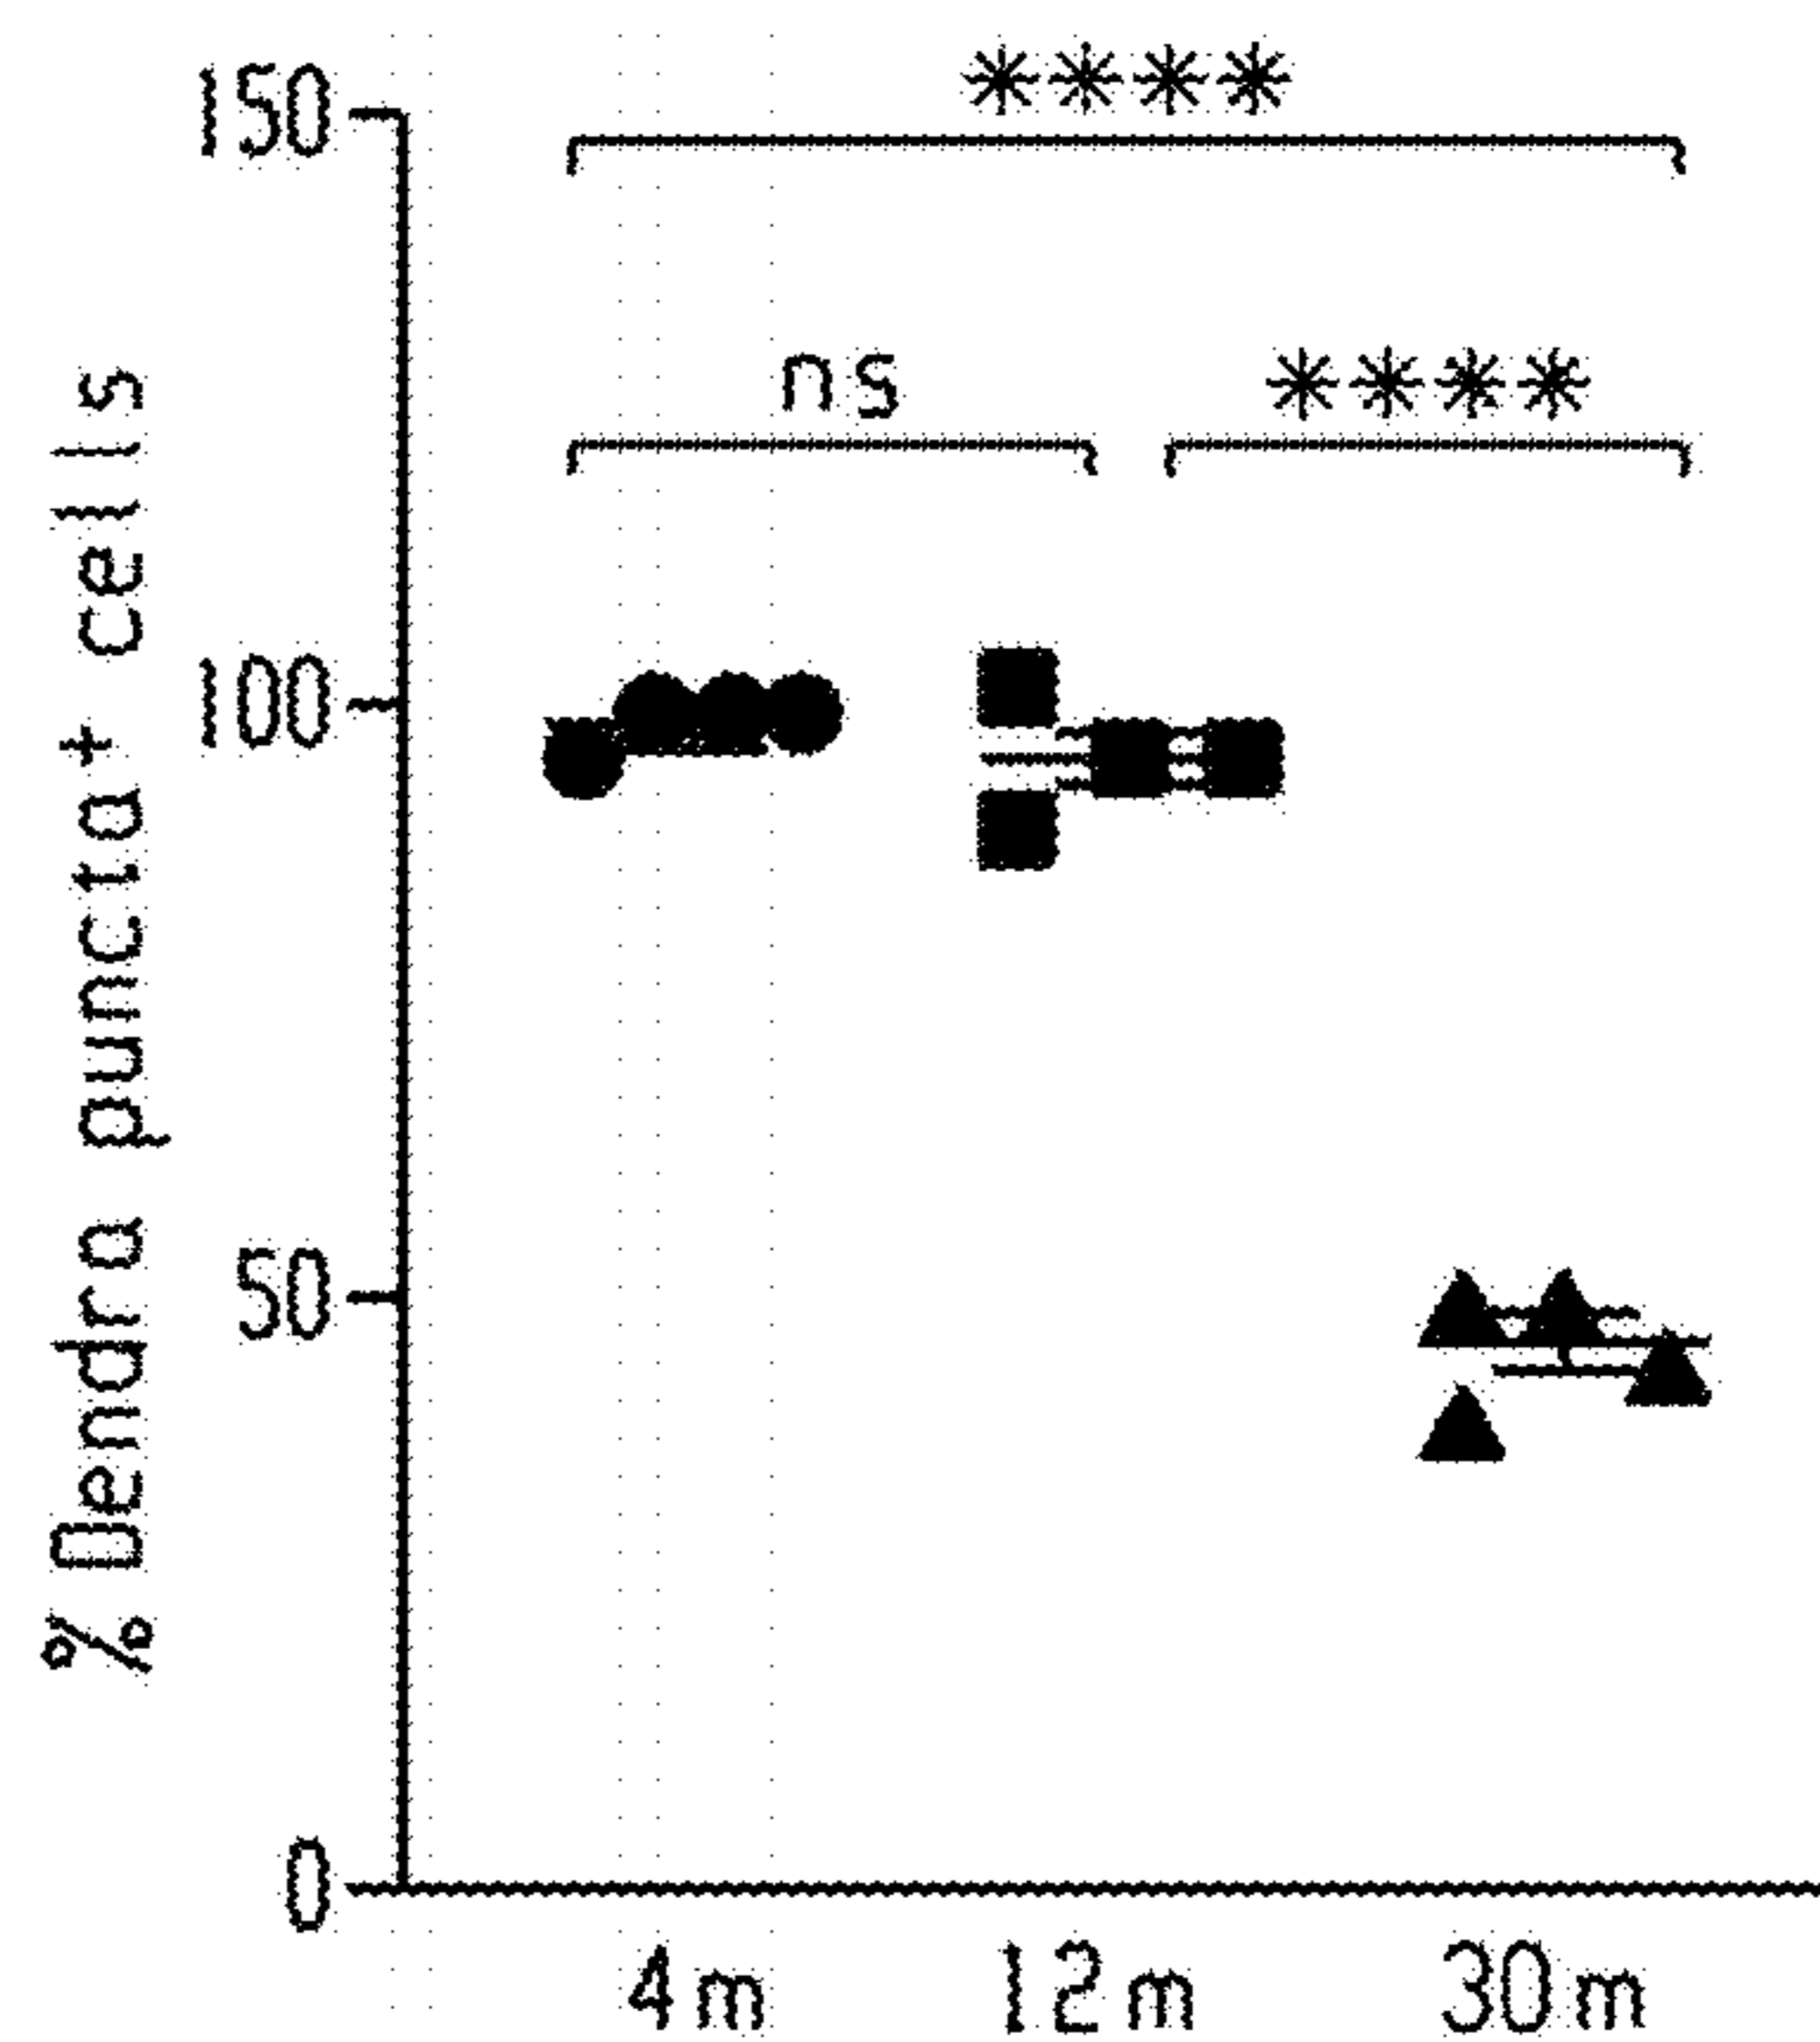 150
****
ns
****
100
50
0
% Dendra puncta+ cells
4m
12m
30m